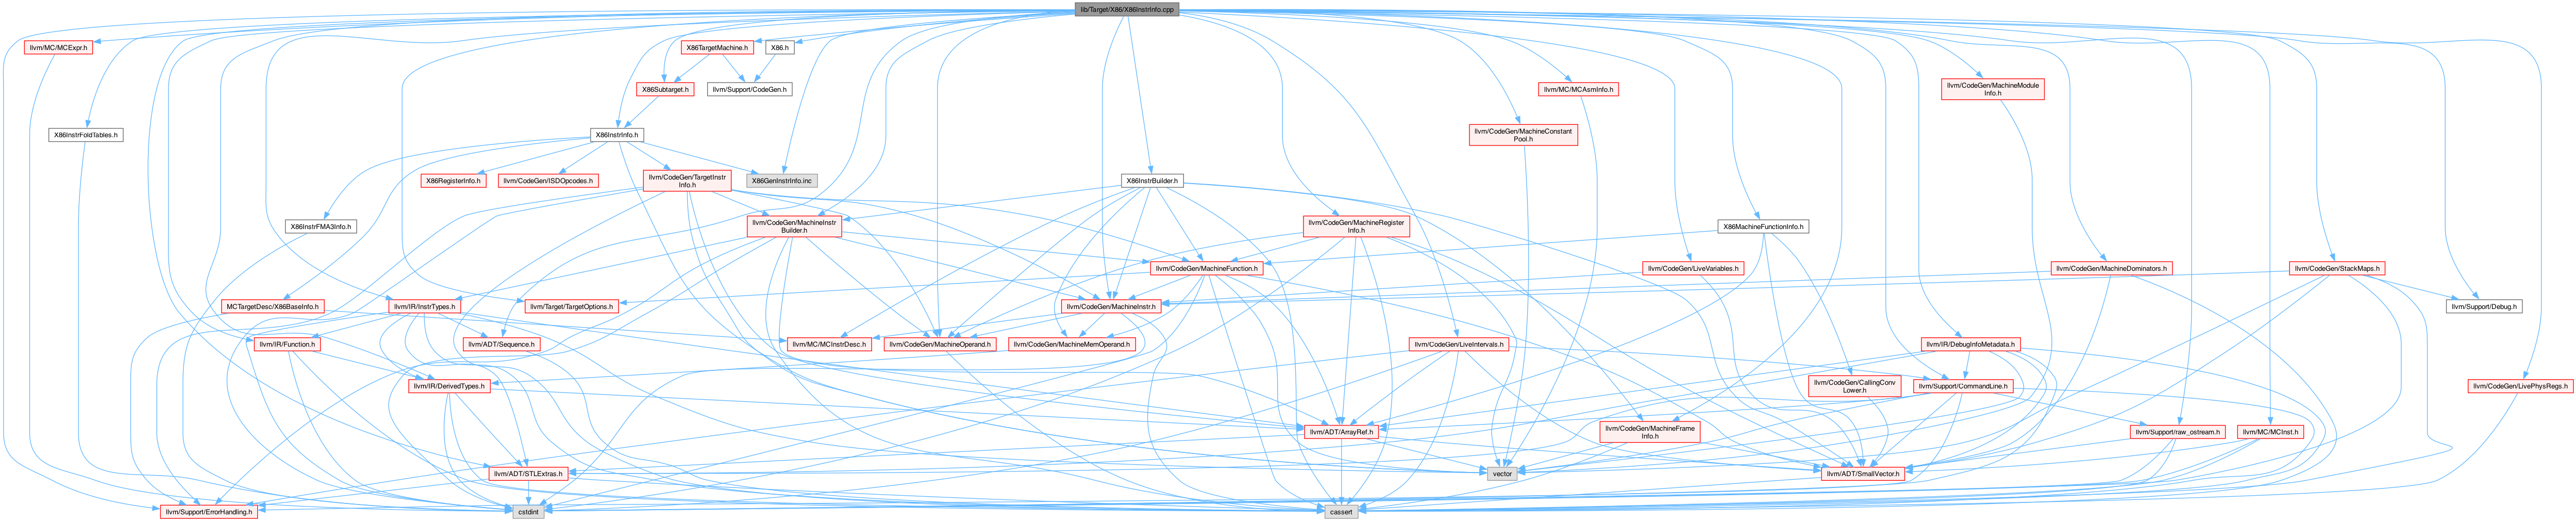 lib/Target/X86/X86InstrInfo.cpp
llvm/MC/MCExpr.h
X86TargetMachine.h
X86.h
X86Subtarget.h
llvm/Support/CodeGen.h
llvm/MC/MCAsmInfo.h
llvm/CodeGen/MachineModule
Info.h
X86InstrFoldTables.h
X86InstrInfo.h
llvm/CodeGen/MachineConstant
Pool.h
X86RegisterInfo.h
llvm/CodeGen/ISDOpcodes.h
llvm/CodeGen/TargetInstr
Info.h
X86GenInstrInfo.inc
X86InstrBuilder.h
X86InstrFMA3Info.h
llvm/CodeGen/MachineInstr
Builder.h
llvm/CodeGen/MachineRegister
Info.h
X86MachineFunctionInfo.h
llvm/CodeGen/MachineFunction.h
llvm/CodeGen/LiveVariables.h
llvm/CodeGen/MachineDominators.h
llvm/CodeGen/StackMaps.h
MCTargetDesc/X86BaseInfo.h
llvm/IR/InstrTypes.h
llvm/Target/TargetOptions.h
llvm/CodeGen/MachineInstr.h
llvm/Support/Debug.h
llvm/IR/Function.h
llvm/ADT/Sequence.h
llvm/MC/MCInstrDesc.h
llvm/CodeGen/MachineOperand.h
llvm/CodeGen/MachineMemOperand.h
llvm/CodeGen/LiveIntervals.h
llvm/IR/DebugInfoMetadata.h
llvm/IR/DerivedTypes.h
llvm/CodeGen/CallingConv
Lower.h
llvm/Support/CommandLine.h
llvm/CodeGen/LivePhysRegs.h
llvm/ADT/ArrayRef.h
llvm/CodeGen/MachineFrame
Info.h
llvm/Support/raw_ostream.h
llvm/MC/MCInst.h
llvm/ADT/STLExtras.h
vector
llvm/ADT/SmallVector.h
llvm/Support/ErrorHandling.h
cstdint
cassert